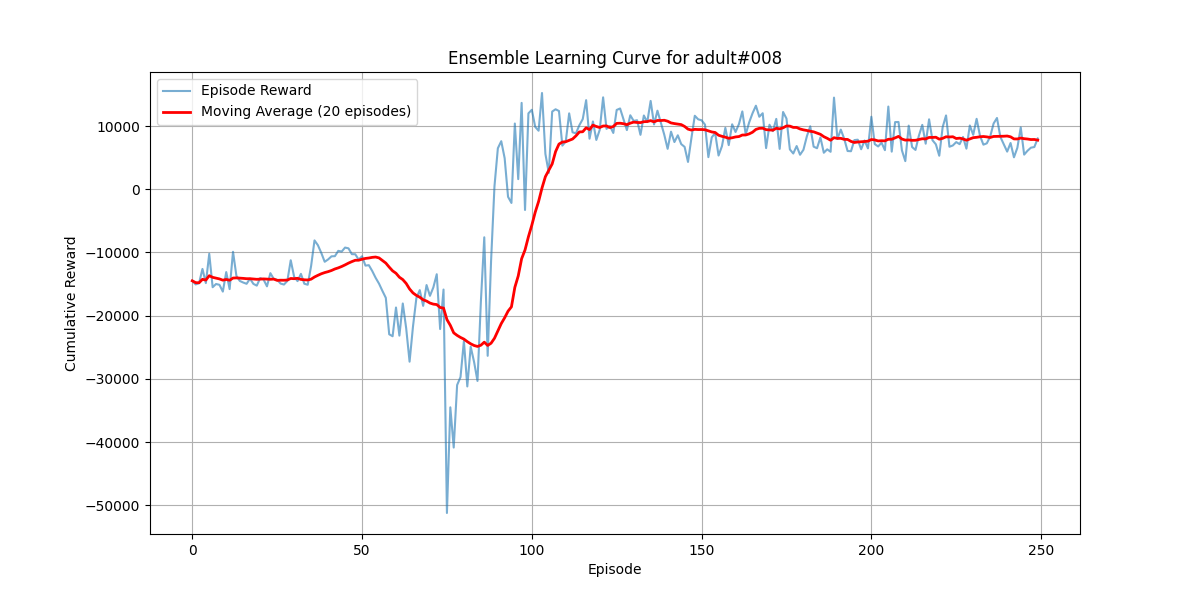 Ensemble Learning Curve for adult#008
Episode Reward
Moving Average (20 episodes)
Cumulative Reward
10000
0
−10000
−20000
−30000
−40000
−50000
0
50
100
150
200
250
Episode